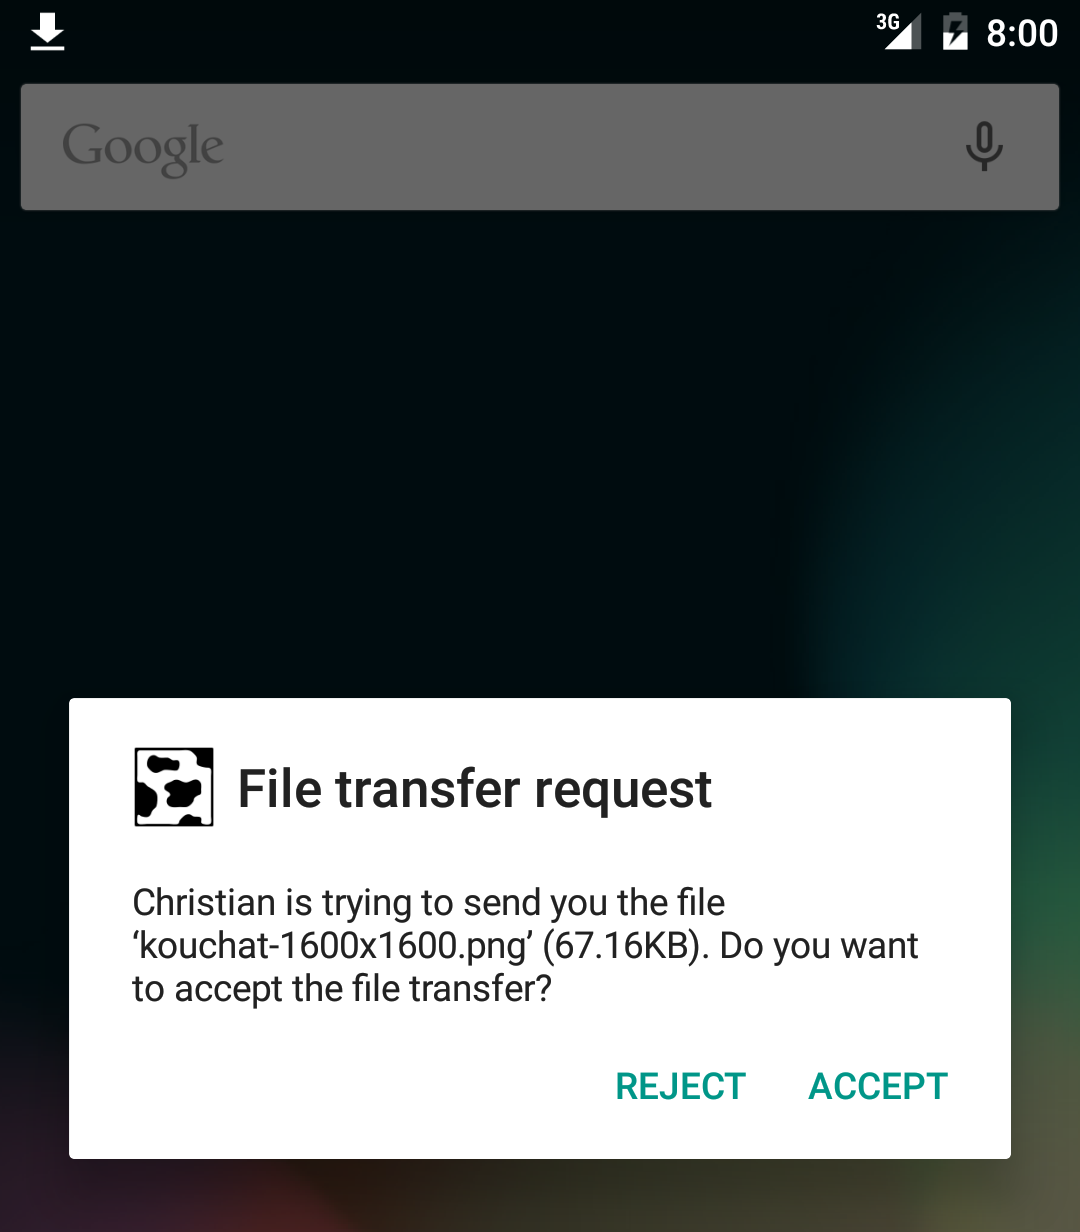 3G 8:00
Google
File transfer request
Christian is trying to send you the file
‘kouchat-1600x1600.png’ (67.16KB). Do you want
to accept the file transfer?
REJECT ACCEPT